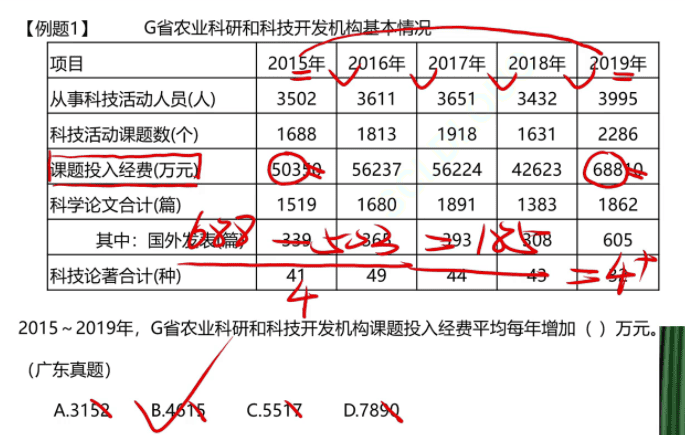 【例题1】 G省农业科研和科技开发机构基本情况
项目 2015年 2016年 2017年 2018年 2019年
从事科技活动人员(人) 3502 3611 3651 3432 3995
科技活动课题数(个) 1688 1813 1918 1631 2286
课题投入经费(万元) 50350 56237 56224 42623 68810
科学论文合计(篇) 1519 1680 1891 1383 1862
其中：国外发表(篇) 339 365 393 308 605
688 - 503 = 185
科技论著合计(种) 41 49 44 43 32
4 = 4⁺
2015～2019年，G省农业科研和科技开发机构课题投入经费平均每年增加（ ）万元。
(广东真题)
A.3152 B.4615 C.5517 D.7890